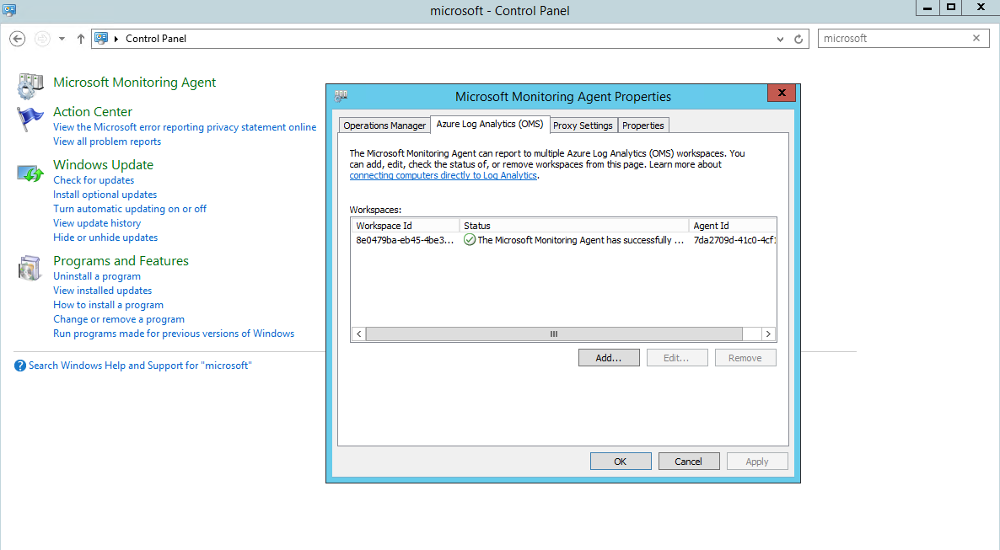 microsoft - Control Panel
Control Panel
microsoft
Microsoft Monitoring Agent
Action Center
View the Microsoft error reporting privacy statement online
View all problem reports
Windows Update
Check for updates
Install optional updates
Turn automatic updating on or off
View update history
Hide or unhide updates
Programs and Features
Uninstall a program
View installed updates
How to install a program
Change or remove a program
Run programs made for previous versions of Windows
Search Windows Help and Support for "microsoft"
Microsoft Monitoring Agent Properties
Operations Manager
Azure Log Analytics (OMS)
Proxy Settings
Properties
The Microsoft Monitoring Agent can report to multiple Azure Log Analytics (OMS) workspaces. You
can add, edit, check the status of, or remove workspaces from this page. Learn more about
connecting computers directly to Log Analytics.
Workspaces:
Workspace Id Status Agent Id
8e0479ba-eb45-4be3... The Microsoft Monitoring Agent has successfully ... 7da2709d-41c0-4cf1
Add... Edit... Remove
OK Cancel Apply